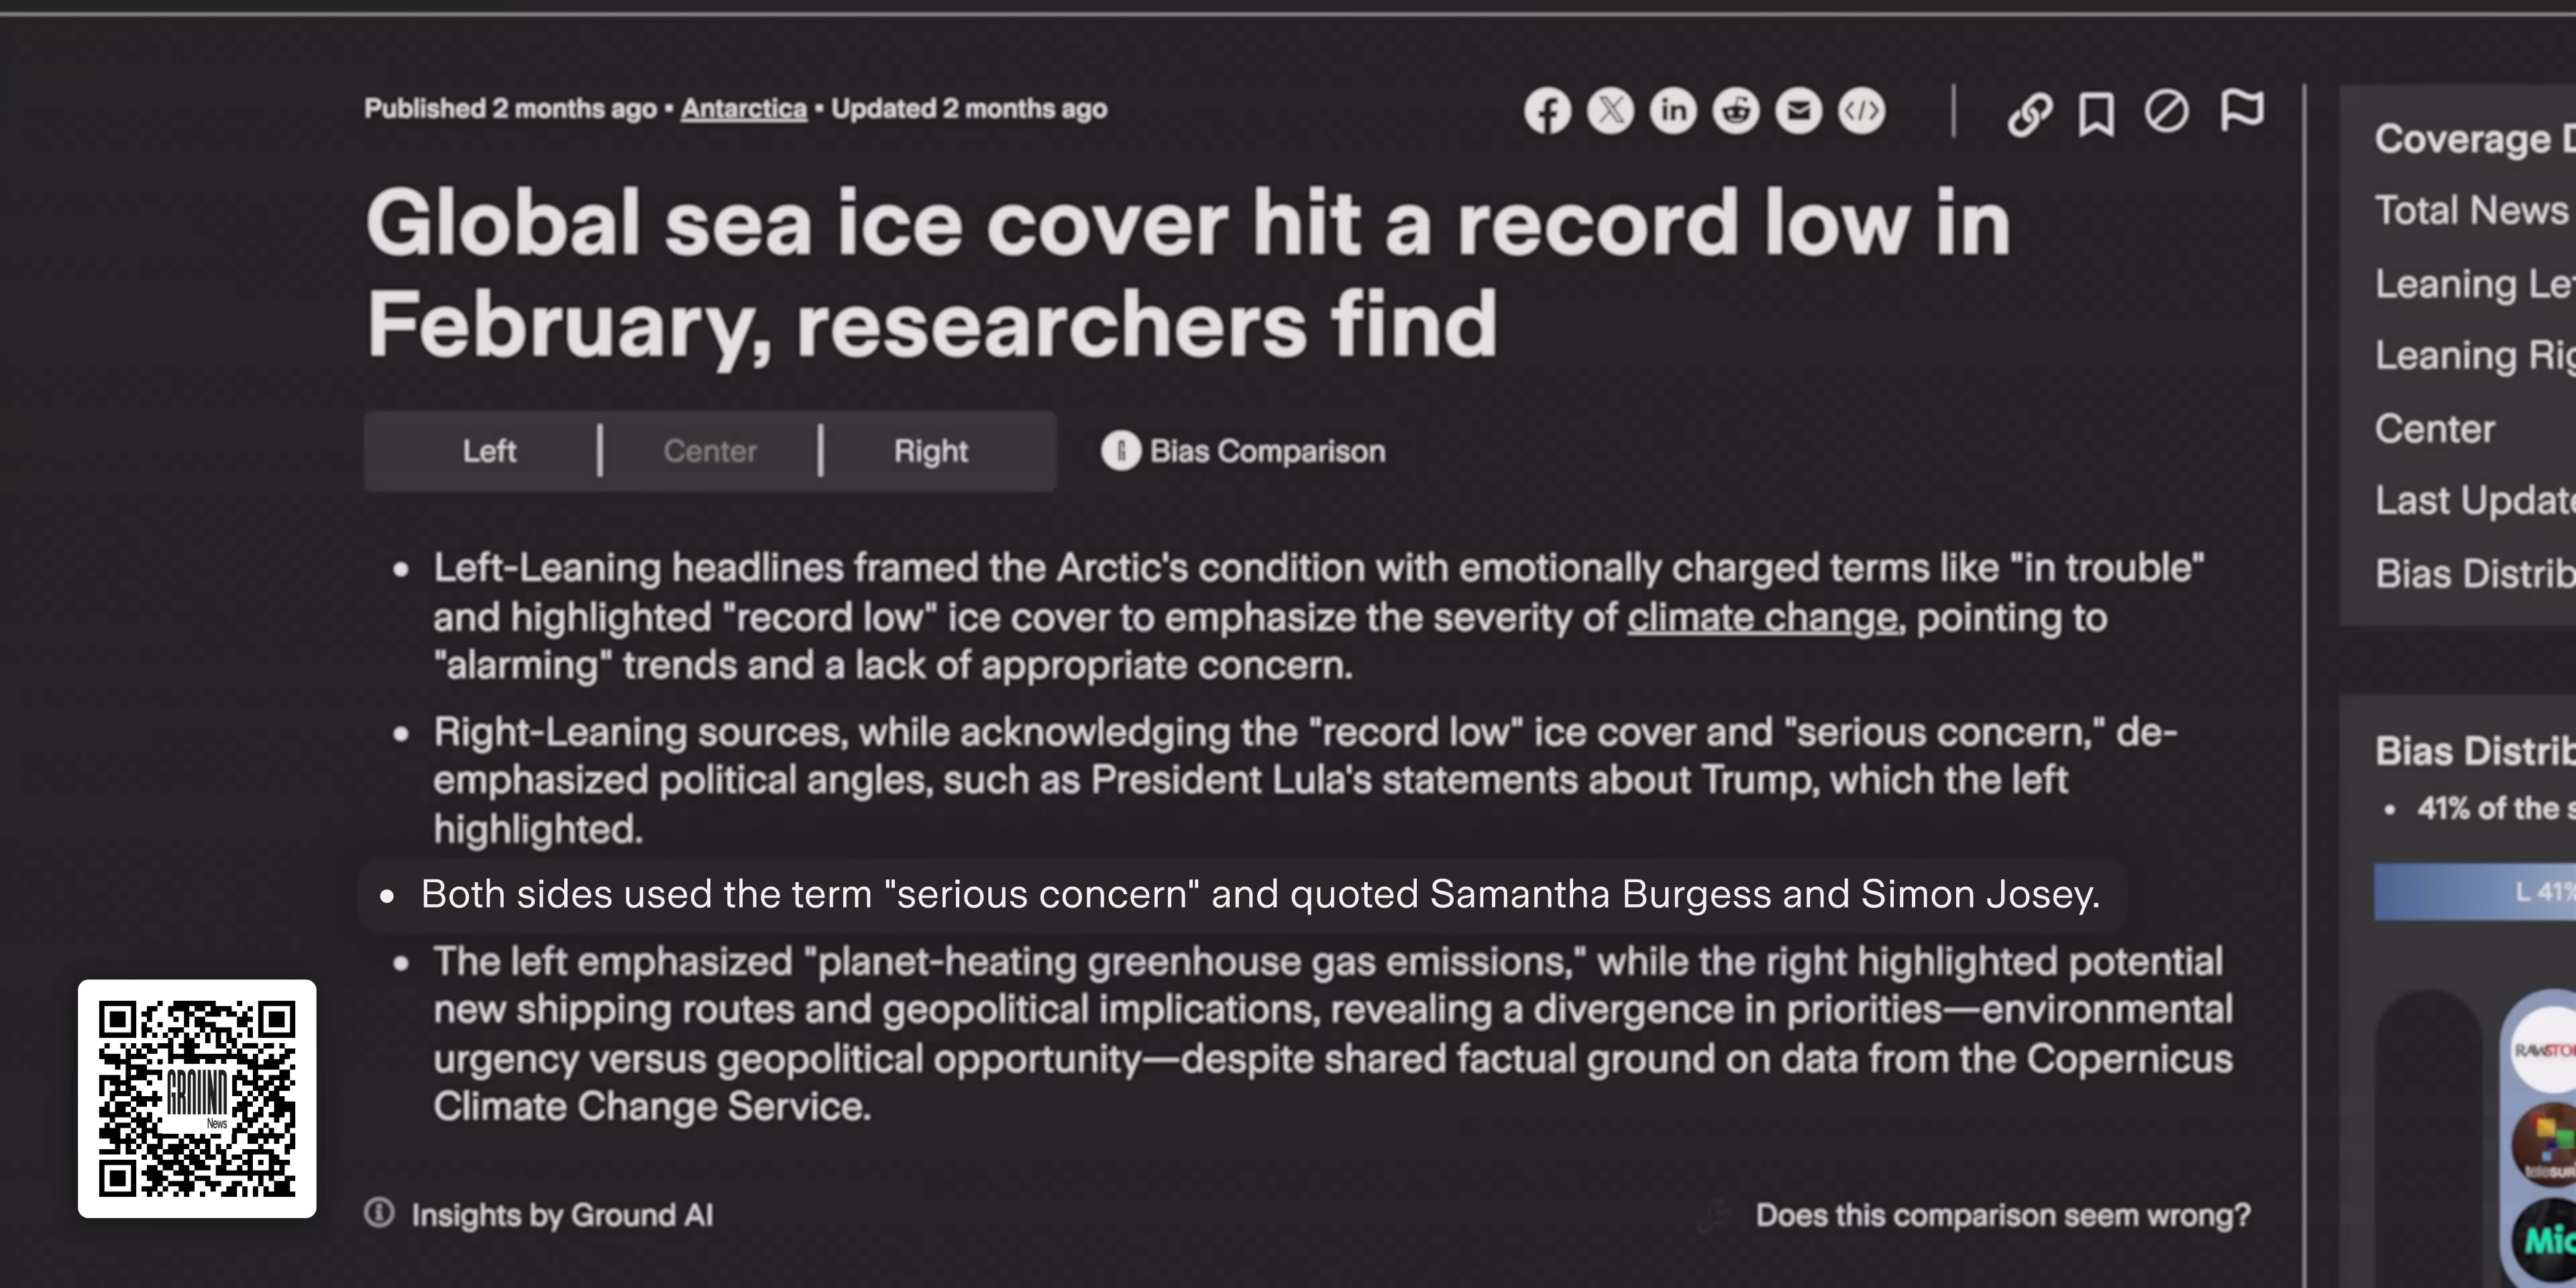 Published 2 months ago • Antarctica • Updated 2 months ago
Global sea ice cover hit a record low in
February, researchers find
Left | Center | Right
Bias Comparison
• Left-Leaning headlines framed the Arctic's condition with emotionally charged terms like "in trouble"
and highlighted "record low" ice cover to emphasize the severity of climate change, pointing to
"alarming" trends and a lack of appropriate concern.
• Right-Leaning sources, while acknowledging the "record low" ice cover and "serious concern," de-
emphasized political angles, such as President Lula's statements about Trump, which the left
highlighted.
• Both sides used the term "serious concern" and quoted Samantha Burgess and Simon Josey.
• The left emphasized "planet-heating greenhouse gas emissions," while the right highlighted potential
new shipping routes and geopolitical implications, revealing a divergence in priorities—environmental
urgency versus geopolitical opportunity—despite shared factual ground on data from the Copernicus
Climate Change Service.
Insights by Ground AI
Does this comparison seem wrong?
GROUND
News
Coverage
Total News
Leaning
Leaning
Center
Last
Bias
Bias
• 41% of the
L 41%